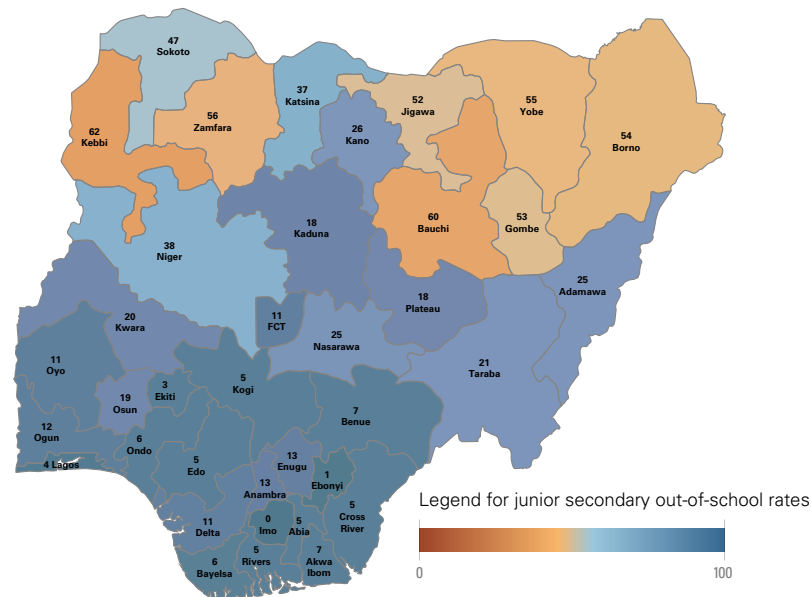 47
Sokoto
37
Katsina
52
Jigawa
55
Yobe
54
Borno
56
Zamfara
62
Kebbi
26
Kano
60
Bauchi
53
Gombe
18
Kaduna
38
Niger
25
Adamawa
18
Plateau
11
FCT
20
Kwara
25
Nasarawa
21
Taraba
11
Oyo
5
Kogi
3
Ekiti
19
Osun
7
Benue
12
Ogun
6
Ondo
4 Lagos
5
Edo
13
Enugu
13
Anambra
1
Ebonyi
5
Cross
River
11
Delta
0
Imo
5
Abia
5
Rivers
7
Akwa
Ibom
6
Bayelsa
Legend for junior secondary out-of-school rates
0 100